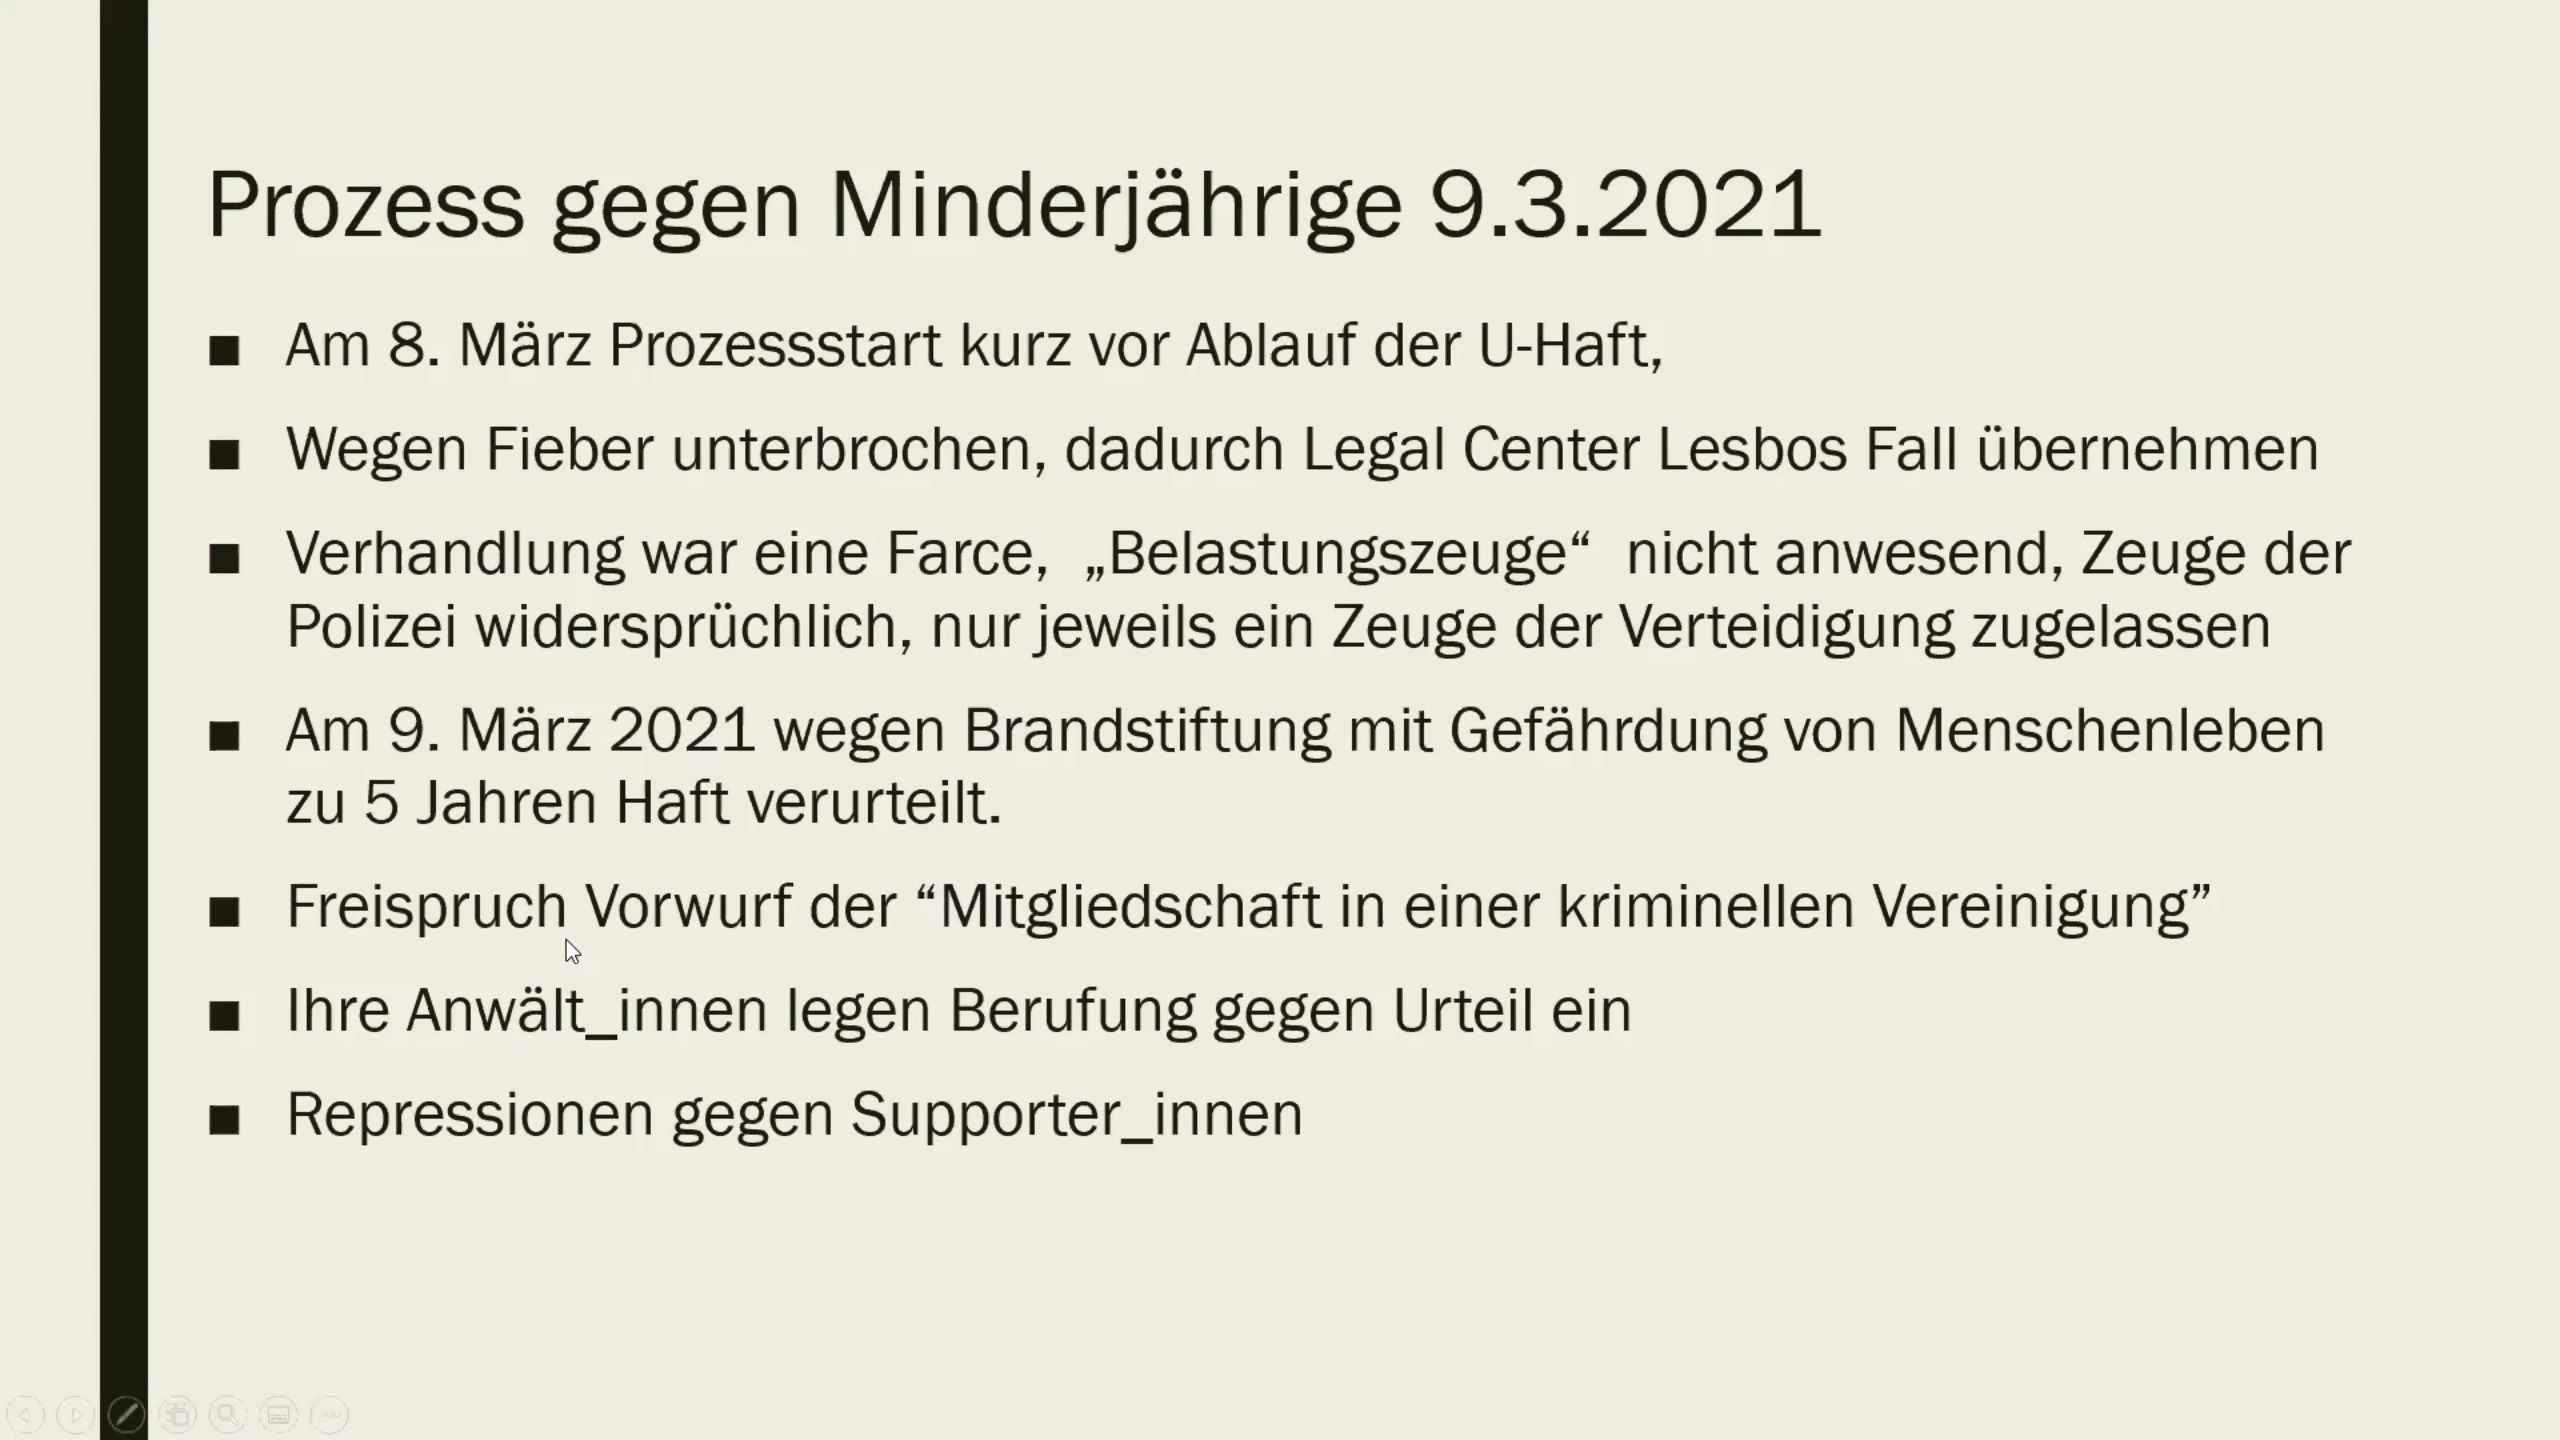 Prozess gegen Minderjährige 9.3.2021
■ Am 8. März Prozessstart kurz vor Ablauf der U-Haft,
■ Wegen Fieber unterbrochen, dadurch Legal Center Lesbos Fall übernehmen
■ Verhandlung war eine Farce, „Belastungszeuge“ nicht anwesend, Zeuge der
Polizei widersprüchlich, nur jeweils ein Zeuge der Verteidigung zugelassen
■ Am 9. März 2021 wegen Brandstiftung mit Gefährdung von Menschenleben
zu 5 Jahren Haft verurteilt.
■ Freispruch Vorwurf der “Mitgliedschaft in einer kriminellen Vereinigung”
■ Ihre Anwält_innen legen Berufung gegen Urteil ein
■ Repressionen gegen Supporter_innen